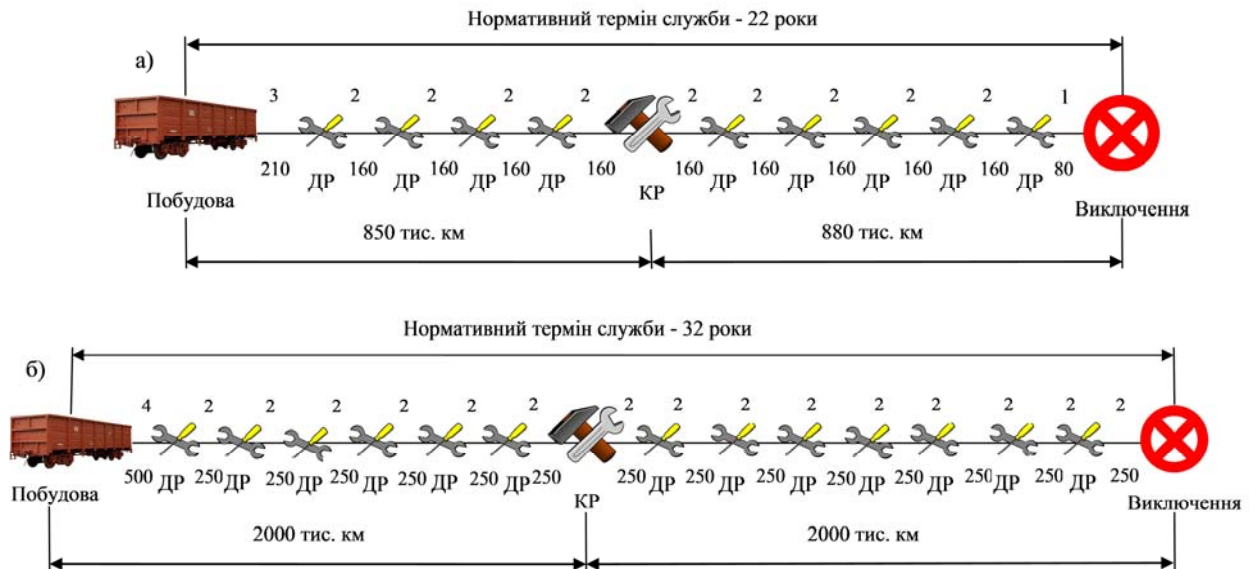 Нормативний термін служби - 22 роки
а)
3 2 2 2 2 2 2 2 2 2 1
210 ДР 160 ДР 160 ДР 160 ДР 160 КР 160 ДР 160 ДР 160 ДР 160 ДР 160 ДР 80
Побудова
Виключення
850 тис. км
880 тис. км
Нормативний термін служби - 32 роки
б)
4 2 2 2 2 2 2 2 2 2 2 2 2 2 2
500 ДР 250 ДР 250 ДР 250 ДР 250 ДР 250 ДР 250 250 ДР 250 ДР 250 ДР 250 ДР 250 ДР 250 ДР 250 ДР 250
Побудова
КР
Виключення
2000 тис. км
2000 тис. км